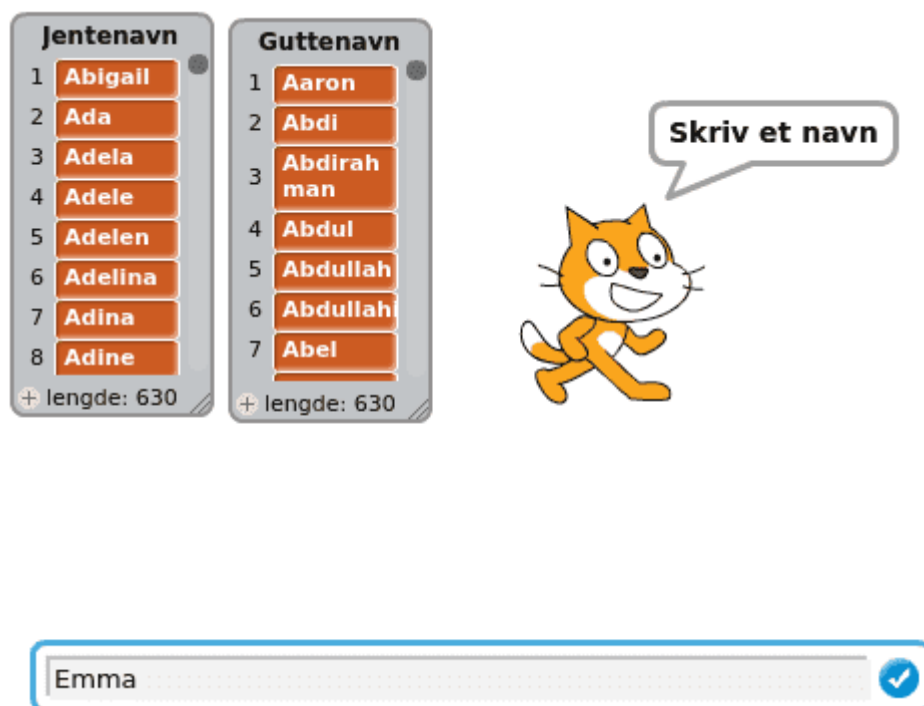 Jentenavn
1 Abigail
2 Ada
3 Adela
4 Adele
5 Adelen
6 Adelina
7 Adina
8 Adine
+ lengde: 630
Guttenavn
1 Aaron
2 Abdi
3 Abdirah
man
4 Abdul
5 Abdullah
6 Abdullahi
7 Abel
+ lengde: 630
Skriv et navn
Emma